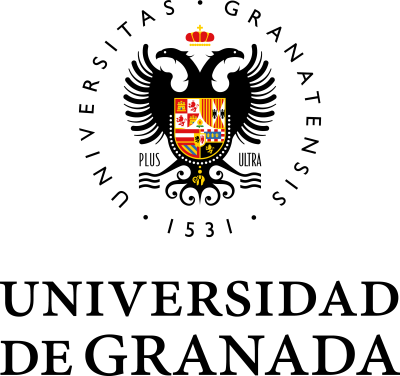 UNIVERSITAS · GRANATENSIS · 1531 ·
PLUS ULTRA
UNIVERSIDAD
DE GRANADA